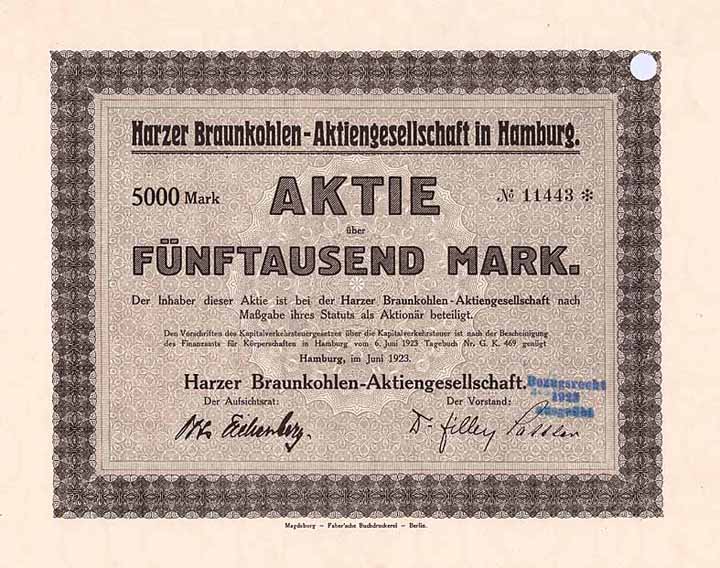 Harzer Braunkohlen-Aktiengesellschaft in Hamburg.
5000 Mark AKTIE № 11443 *
über
FÜNFTAUSEND MARK.
Der Inhaber dieser Aktie ist bei der Harzer Braunkohlen-Aktiengesellschaft nach
Maßgabe ihres Statuts als Aktionär beteiligt.
Den Vorschriften des Kapitalverkehrsteuergesetzes über die Kapitalverkehrsteuer ist nach der Bescheinigung
des Finanzamts für Körperschaften in Hamburg vom 6. Juni 1923 Tagebuch Nr. G. K. 469 genügt
Hamburg, im Juni 1923.
Harzer Braunkohlen-Aktiengesellschaft.
Bezugsrecht
1923
ausgeübt
Der Aufsichtsrat: Der Vorstand:
Eichenberg.
Magdeburg – Faber'sche Buchdruckerei – Berlin.